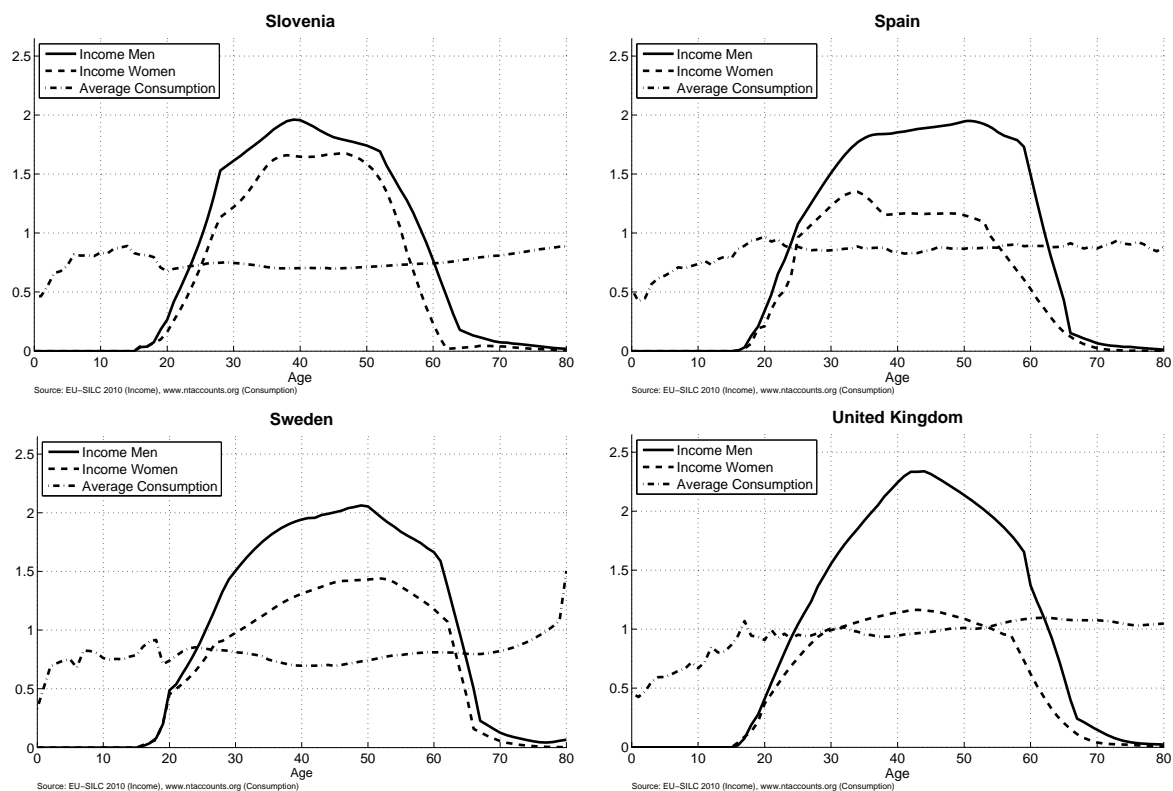 Slovenia
2.5
2
1.5
1
0.5
0
Income Men
Income Women
Average Consumption
0 10 20 30 40 50 60 70 80
Age
Source: EU−SILC 2010 (Income), www.ntaccounts.org (Consumption)
Spain
2.5
2
1.5
1
0.5
0
Income Men
Income Women
Average Consumption
0 10 20 30 40 50 60 70 80
Age
Source: EU−SILC 2010 (Income), www.ntaccounts.org (Consumption)
Sweden
2.5
2
1.5
1
0.5
0
Income Men
Income Women
Average Consumption
0 10 20 30 40 50 60 70 80
Age
Source: EU−SILC 2010 (Income), www.ntaccounts.org (Consumption)
United Kingdom
2.5
2
1.5
1
0.5
0
Income Men
Income Women
Average Consumption
0 10 20 30 40 50 60 70 80
Age
Source: EU−SILC 2010 (Income), www.ntaccounts.org (Consumption)